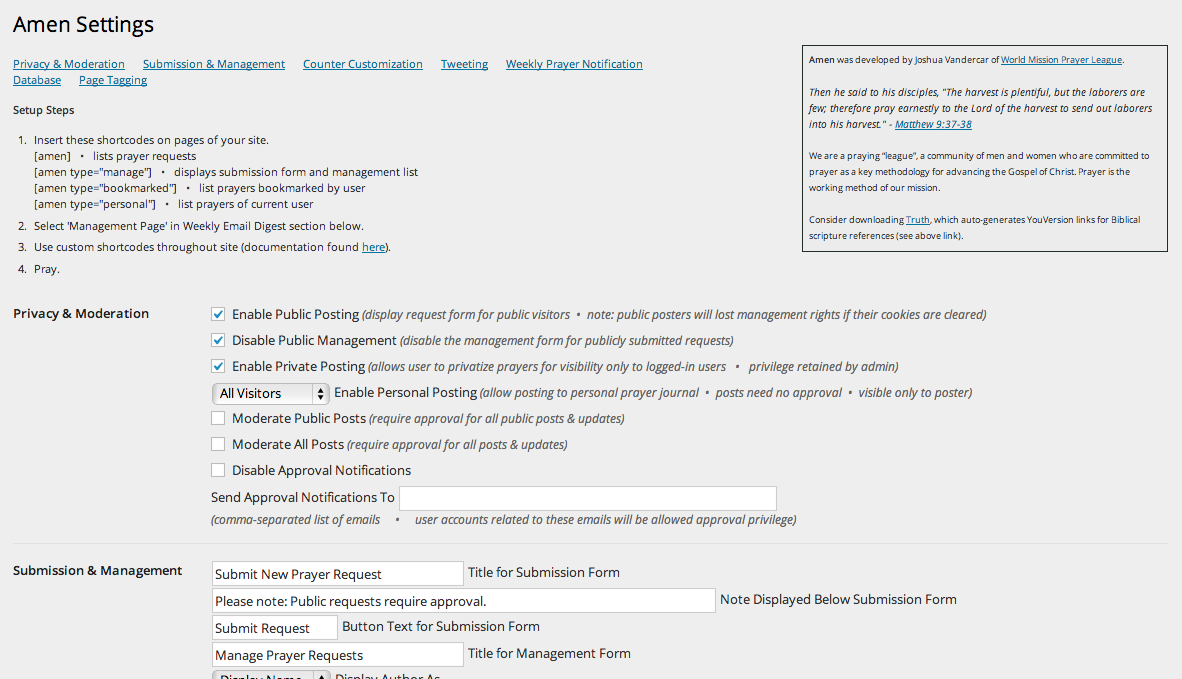 Amen Settings
Privacy & Moderation Submission & Management Counter Customization Tweeting Weekly Prayer Notification
Database Page Tagging
Amen was developed by Joshua Vandercar of World Mission Prayer League.
Then he said to his disciples, "The harvest is plentiful, but the laborers are
few; therefore pray earnestly to the Lord of the harvest to send out laborers
into his harvest." - Matthew 9:37-38
We are a praying “league”, a community of men and women who are committed to
prayer as a key methodology for advancing the Gospel of Christ. Prayer is the
working method of our mission.
Consider downloading Truth, which auto-generates YouVersion links for Biblical
scripture references (see above link).
Setup Steps
1. Insert these shortcodes on pages of your site.
[amen] • lists prayer requests
[amen type="manage"] • displays submission form and management list
[amen type="bookmarked"] • list prayers bookmarked by user
[amen type="personal"] • list prayers of current user
2. Select 'Management Page' in Weekly Email Digest section below.
3. Use custom shortcodes throughout site (documentation found here).
4. Pray.
Privacy & Moderation
Enable Public Posting (display request form for public visitors • note: public posters will lost management rights if their cookies are cleared)
Disable Public Management (disable the management form for publicly submitted requests)
Enable Private Posting (allows user to privatize prayers for visibility only to logged-in users • privilege retained by admin)
All Visitors Enable Personal Posting (allow posting to personal prayer journal • posts need no approval • visible only to poster)
Moderate Public Posts (require approval for all public posts & updates)
Moderate All Posts (require approval for all posts & updates)
Disable Approval Notifications
Send Approval Notifications To
(comma-separated list of emails • user accounts related to these emails will be allowed approval privilege)
Submission & Management
Submit New Prayer Request Title for Submission Form
Please note: Public requests require approval. Note Displayed Below Submission Form
Submit Request Button Text for Submission Form
Manage Prayer Requests Title for Management Form
Display Name Display Author As